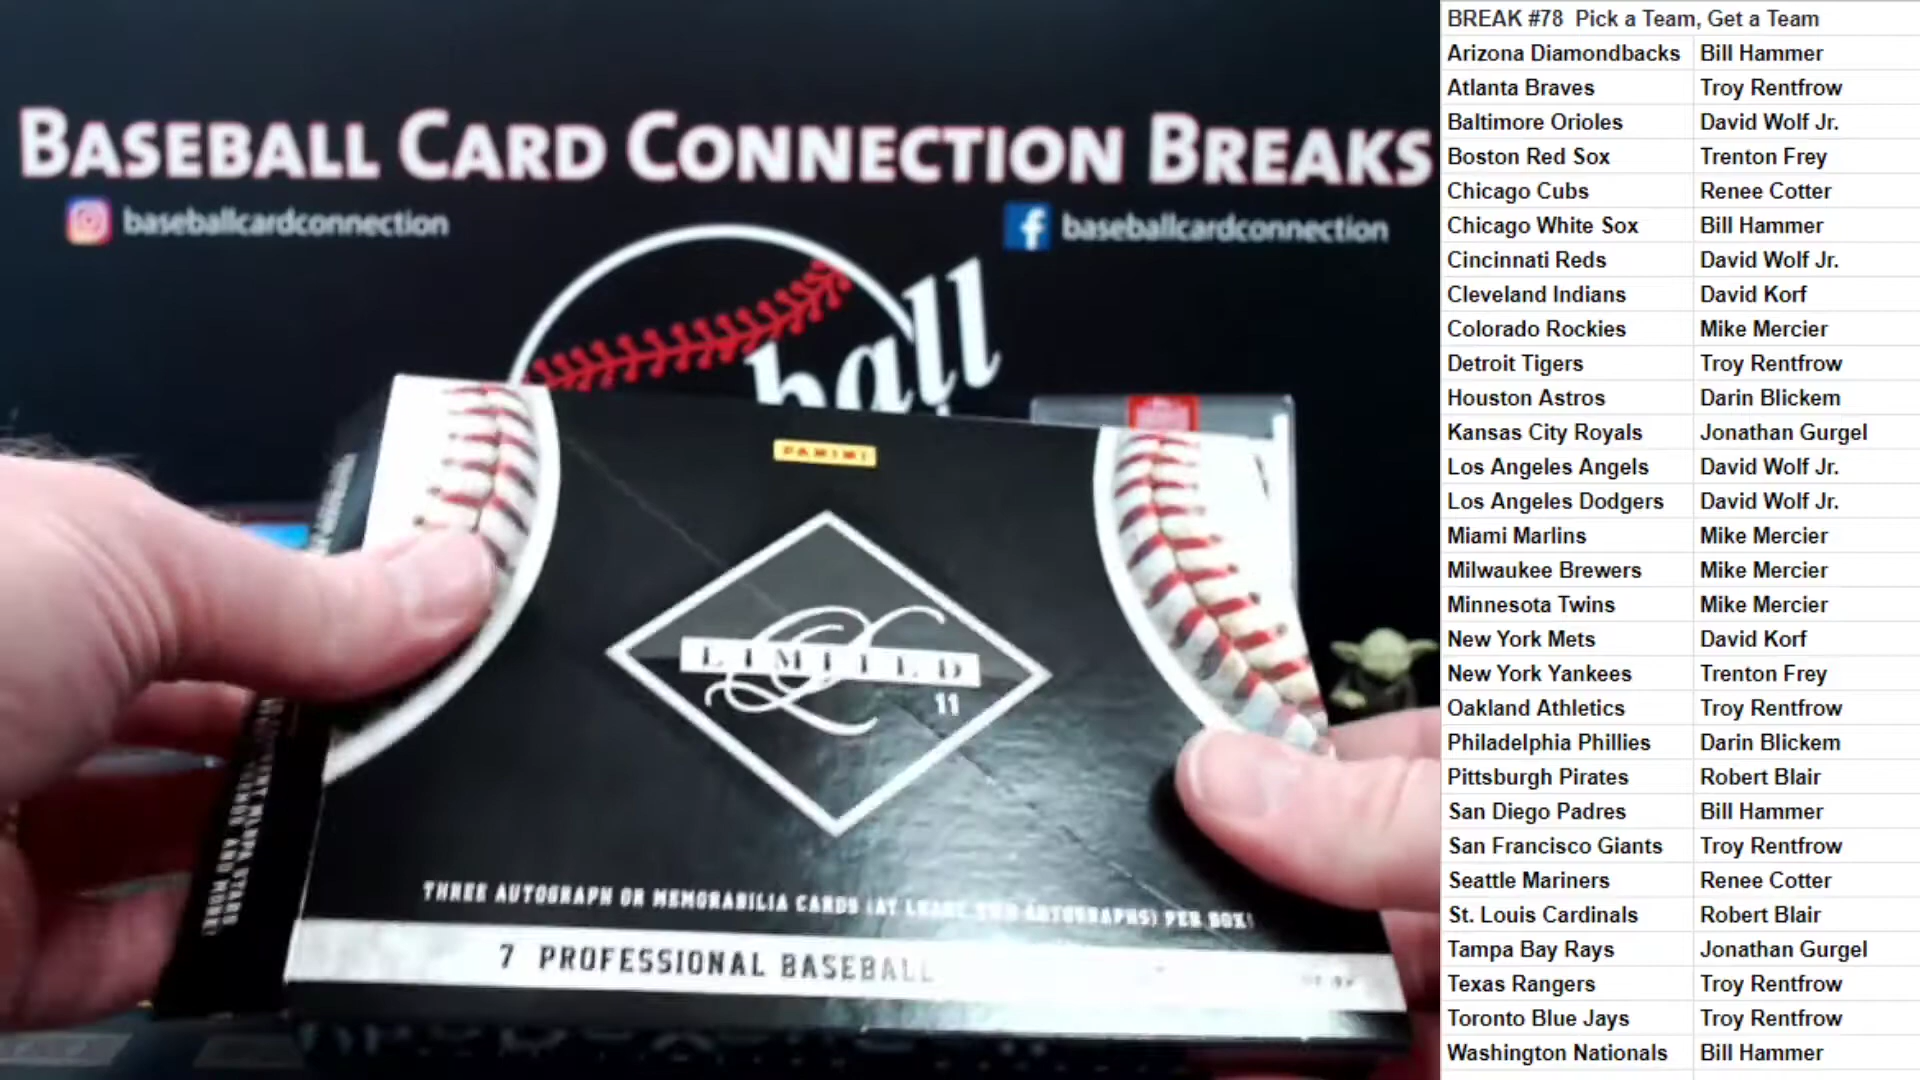 BASEBALL CARD CONNECTION BREAKS
baseballcardconnection
baseballcardconnection
ball
PANINI
LIMITED
11
THREE AUTOGRAPH OR MEMORABILIA CARDS (AT LEAST TWO AUTOGRAPHS) PER BOX!
7 PROFESSIONAL BASEBALL
BREAK #78 Pick a Team, Get a Team
Arizona Diamondbacks Bill Hammer
Atlanta Braves Troy Rentfrow
Baltimore Orioles David Wolf Jr.
Boston Red Sox Trenton Frey
Chicago Cubs Renee Cotter
Chicago White Sox Bill Hammer
Cincinnati Reds David Wolf Jr.
Cleveland Indians David Korf
Colorado Rockies Mike Mercier
Detroit Tigers Troy Rentfrow
Houston Astros Darin Blickem
Kansas City Royals Jonathan Gurgel
Los Angeles Angels David Wolf Jr.
Los Angeles Dodgers David Wolf Jr.
Miami Marlins Mike Mercier
Milwaukee Brewers Mike Mercier
Minnesota Twins Mike Mercier
New York Mets David Korf
New York Yankees Trenton Frey
Oakland Athletics Troy Rentfrow
Philadelphia Phillies Darin Blickem
Pittsburgh Pirates Robert Blair
San Diego Padres Bill Hammer
San Francisco Giants Troy Rentfrow
Seattle Mariners Renee Cotter
St. Louis Cardinals Robert Blair
Tampa Bay Rays Jonathan Gurgel
Texas Rangers Troy Rentfrow
Toronto Blue Jays Troy Rentfrow
Washington Nationals Bill Hammer